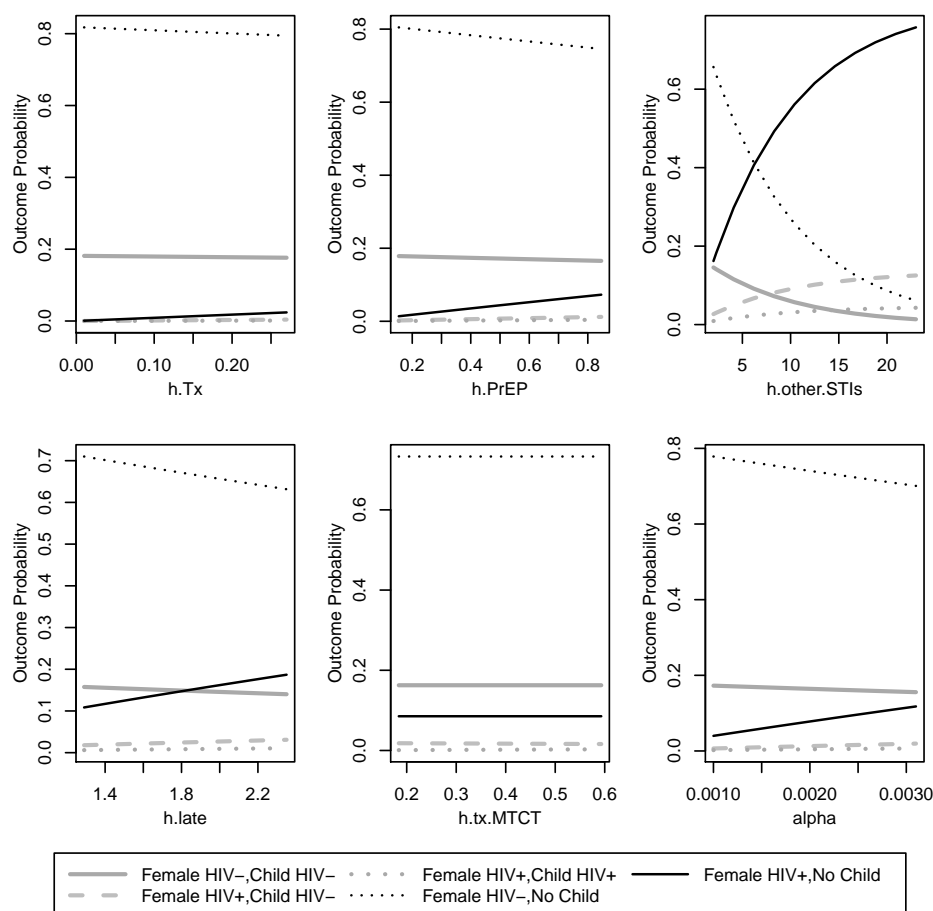 0.0 0.2 0.4 0.6 0.8
Outcome Probability
0.00 0.10 0.20
h.Tx
0.0 0.2 0.4 0.6 0.8
Outcome Probability
0.2 0.4 0.6 0.8
h.PrEP
0.0 0.2 0.4 0.6
Outcome Probability
5 10 15 20
h.other.STIs
0.0 0.1 0.2 0.3 0.4 0.5 0.6 0.7
Outcome Probability
1.4 1.8 2.2
h.late
0.0 0.2 0.4 0.6
Outcome Probability
0.2 0.3 0.4 0.5 0.6
h.tx.MTCT
0.0 0.2 0.4 0.6 0.8
Outcome Probability
0.0010 0.0020 0.0030
alpha
Female HIV−,Child HIV− Female HIV+,Child HIV+ Female HIV+,No Child
Female HIV+,Child HIV− Female HIV−,No Child